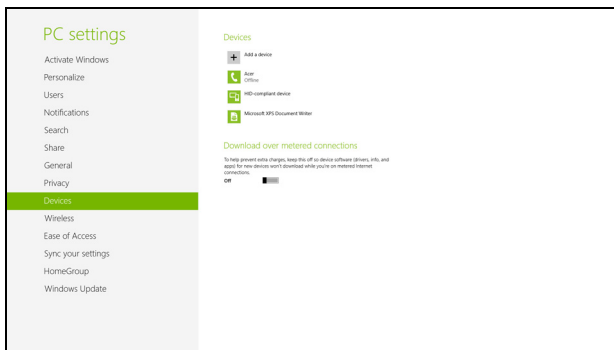 PC settings
Activate Windows
Personalize
Users
Notifications
Search
Share
General
Privacy
Devices
Wireless
Ease of Access
Sync your settings
HomeGroup
Windows Update
Devices
Add a device
Acer
Offline
HID-compliant device
Microsoft XPS Document Writer
Download over metered connections
To help prevent extra charges, keep this off so device software (drivers, info, and
apps) for new devices won't download while you're on metered Internet
connections.
Off